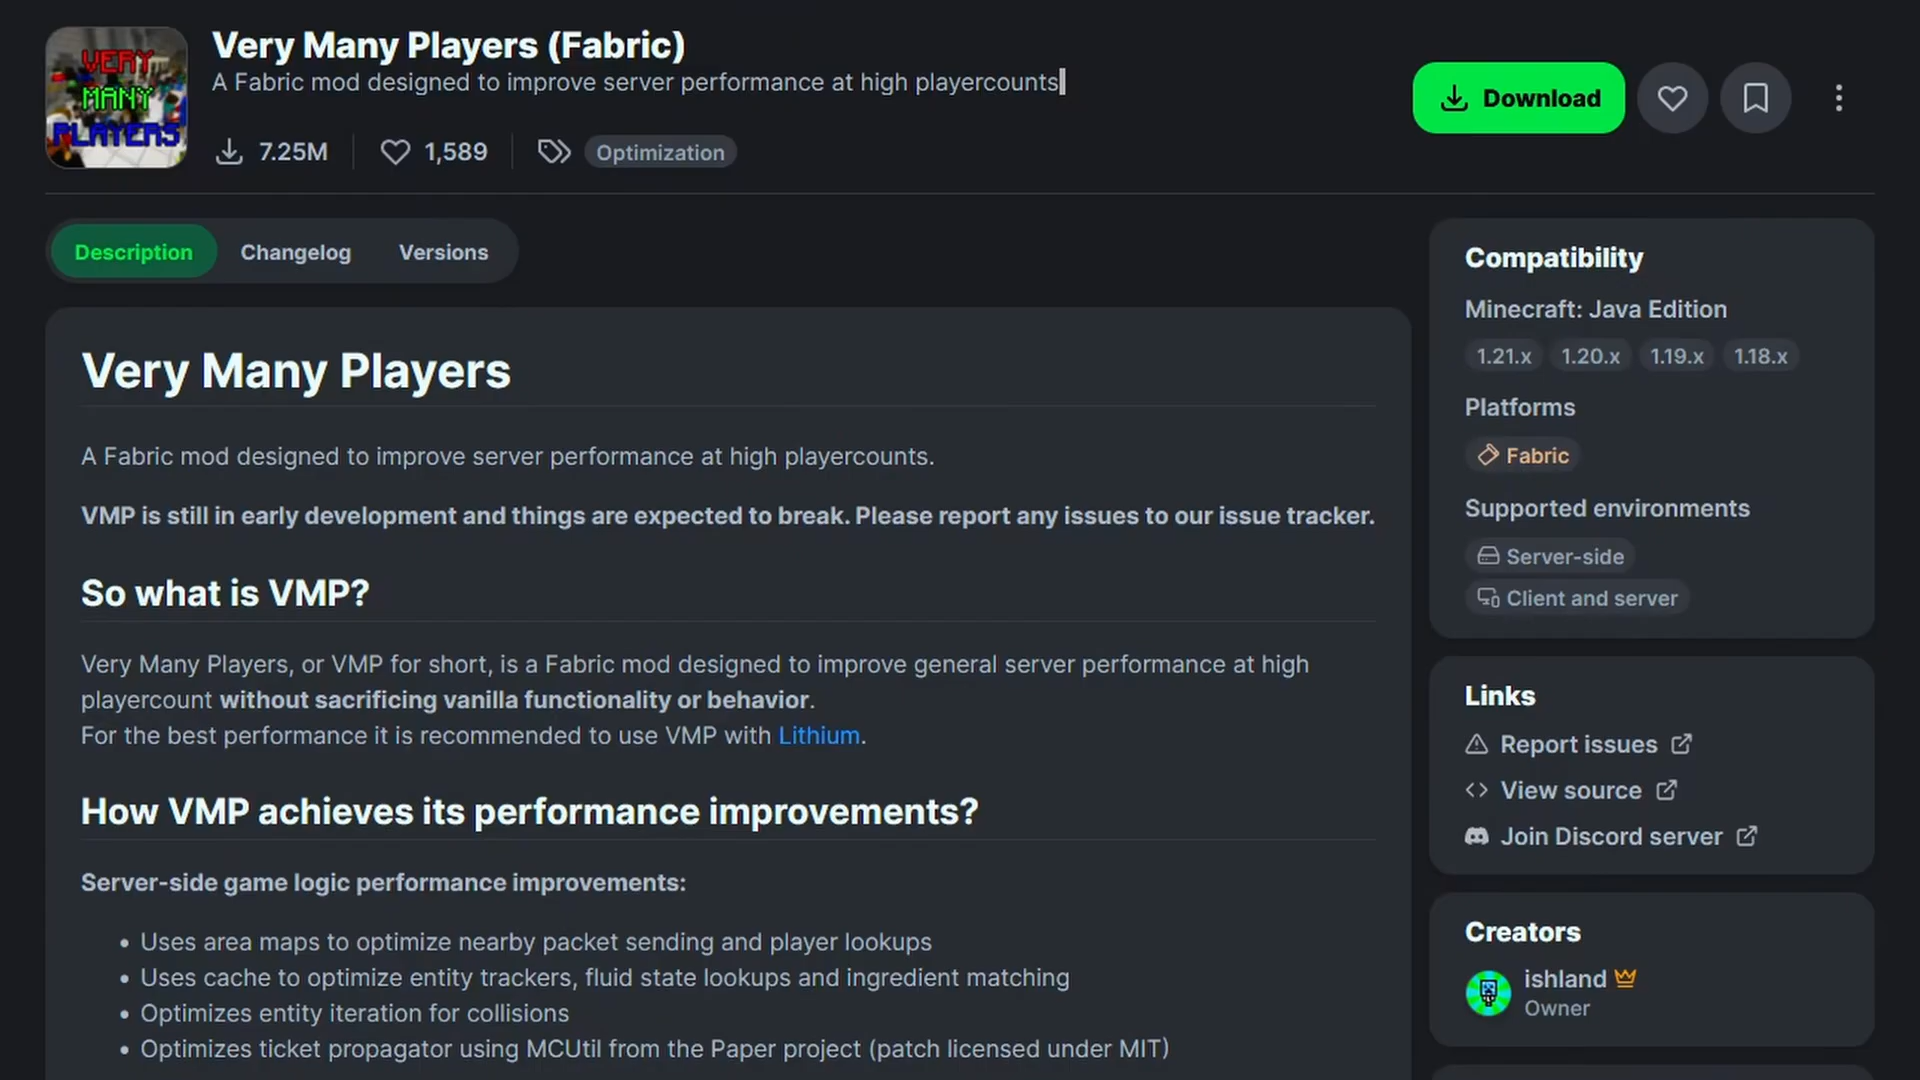 VERY
MANY
PLAYERS
Very Many Players (Fabric)
A Fabric mod designed to improve server performance at high playercounts
7.25M
1,589
Optimization
Download
Description
Changelog
Versions
Very Many Players
A Fabric mod designed to improve server performance at high playercounts.
VMP is still in early development and things are expected to break. Please report any issues to our issue tracker.
So what is VMP?
Very Many Players, or VMP for short, is a Fabric mod designed to improve general server performance at high
playercount without sacrificing vanilla functionality or behavior.
For the best performance it is recommended to use VMP with Lithium.
How VMP achieves its performance improvements?
Server-side game logic performance improvements:
• Uses area maps to optimize nearby packet sending and player lookups
• Uses cache to optimize entity trackers, fluid state lookups and ingredient matching
• Optimizes entity iteration for collisions
• Optimizes ticket propagator using MCUtil from the Paper project (patch licensed under MIT)
Compatibility
Minecraft: Java Edition
1.21.x 1.20.x 1.19.x 1.18.x
Platforms
Fabric
Supported environments
Server-side
Client and server
Links
Report issues
View source
Join Discord server
Creators
ishland
Owner